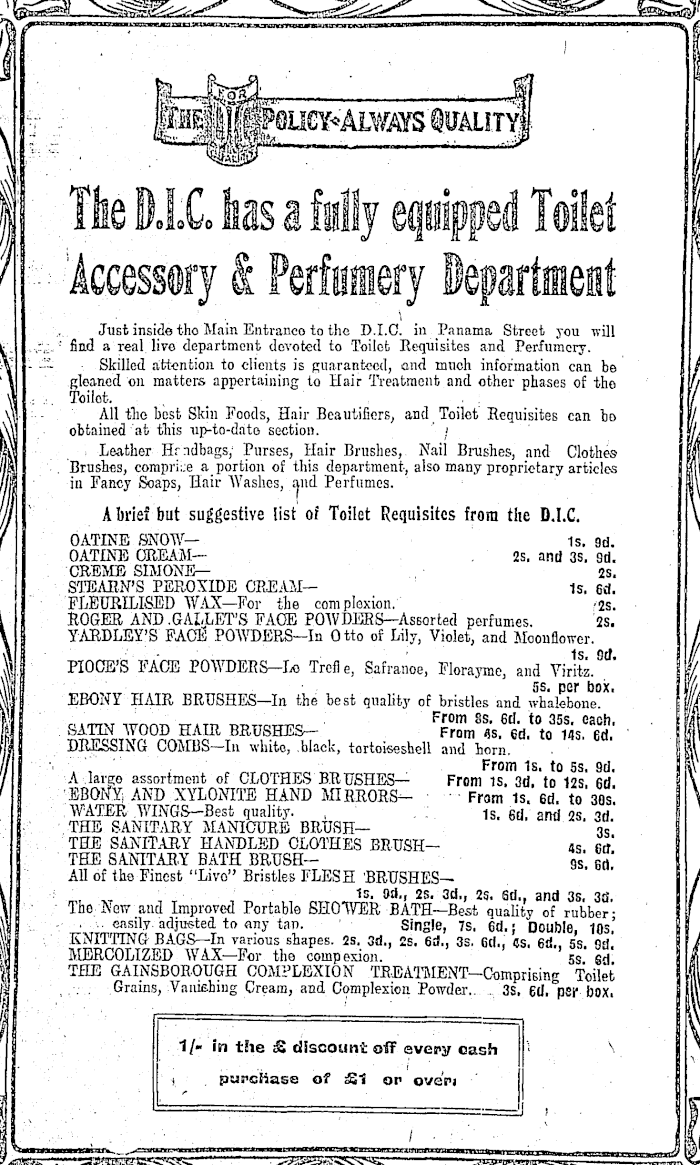 FOR
THE DIC POLICY-ALWAYS QUALITY
QUALITY
The D.I.C. has a fully equipped Toilet
Accessory & Perfumery Department
Just inside the Main Entrance to the D.I.C. in Panama Street you will
find a real live department devoted to Toilet Requisites and Perfumery.
Skilled attention to clients is guaranteed, and much information can be
gleaned on matters appertaining to Hair Treatment and other phases of the
Toilet.
All the best Skin Foods, Hair Beautifiers, and Toilet Requisites can be
obtained at this up-to-date section.
Leather Handbags, Purses, Hair Brushes, Nail Brushes, and Clothes
Brushes, comprise a portion of this department, also many proprietary articles
in Fancy Soaps, Hair Washes, and Perfumes.
A brief but suggestive list of Toilet Requisites from the D.I.C.
OATINE SNOW— 1s. 9d.
OATINE CREAM— 2s. and 3s. 9d.
CREME SIMONE— 2s.
STEARN'S PEROXIDE CREAM— 1s. 6d.
FLEURILISED WAX—For the complexion. 2s.
ROGER AND GALLET'S FACE POWDERS—Assorted perfumes. 2s.
YARDLEY'S FACE POWDERS—In Otto of Lily, Violet, and Moonflower.
1s. 9d.
PIOCE'S FACE POWDERS—Le Trefle, Safranoe, Florayme, and Viritz.
5s. per box.
EBONY HAIR BRUSHES—In the best quality of bristles and whalebone.
From 8s. 6d. to 35s. each.
SATIN WOOD HAIR BRUSHES— From 4s. 6d. to 14s. 6d.
DRESSING COMBS—In white, black, tortoiseshell and horn.
From 1s. to 5s. 9d.
A large assortment of CLOTHES BRUSHES— From 1s. 3d. to 12s. 6d.
EBONY AND XYLONITE HAND MIRRORS— From 1s. 6d. to 30s.
WATER WINGS—Best quality. 1s. 6d. and 2s. 3d.
THE SANITARY MANICURE BRUSH— 3s.
THE SANITARY HANDLED CLOTHES BRUSH— 4s. 6d.
THE SANITARY BATH BRUSH— 9s. 6d.
All of the Finest "Live" Bristles FLESH BRUSHES—
1s. 9d., 2s. 3d., 2s. 6d., and 3s. 3d.
The New and Improved Portable SHOWER BATH—Best quality of rubber;
easily adjusted to any tan. Single, 7s. 6d.; Double, 10s.
KNITTING BAGS—In various shapes. 2s. 3d., 2s. 6d., 3s. 6d., 4s. 6d., 5s. 9d.
MERCOLIZED WAX—For the compexion. 5s. 6d.
THE GAINSBOROUGH COMPLEXION TREATMENT—Comprising Toilet
Grains, Vanishing Cream, and Complexion Powder. 3s. 6d. per box.
1/- in the £ discount off every cash
purchase of £1 or over.